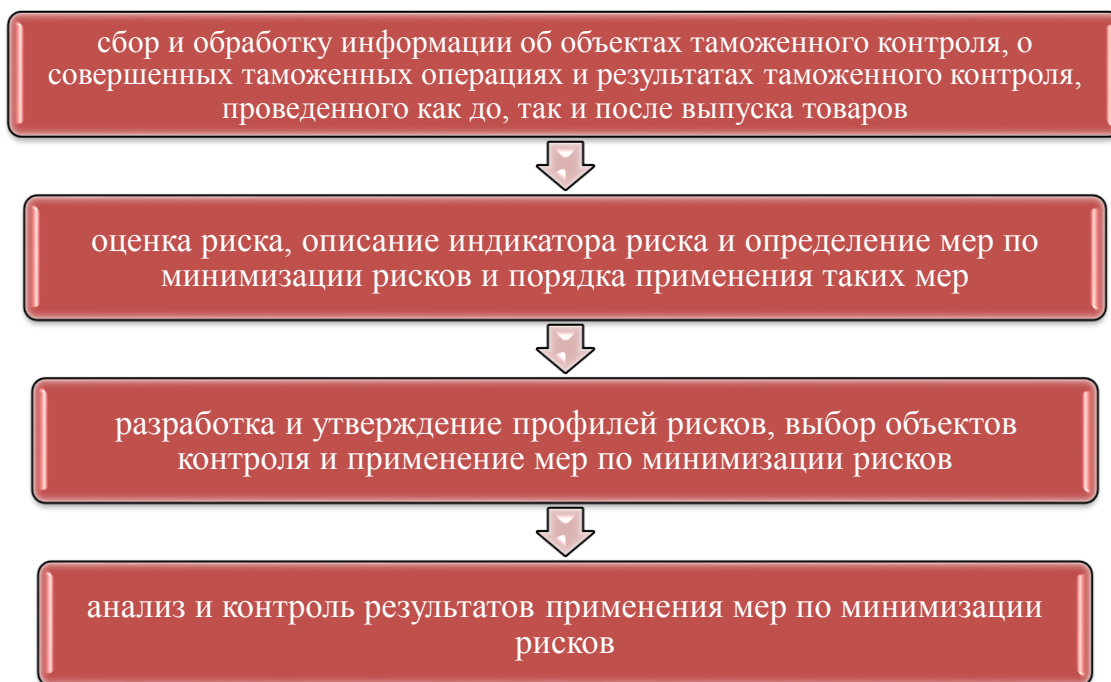 сбор и обработку информации об объектах таможенного контроля, о
совершенных таможенных операциях и результатах таможенного контроля,
проведенного как до, так и после выпуска товаров
оценка риска, описание индикатора риска и определение мер по
минимизации рисков и порядка применения таких мер
разработка и утверждение профилей рисков, выбор объектов
контроля и применение мер по минимизации рисков
анализ и контроль результатов применения мер по минимизации
рисков